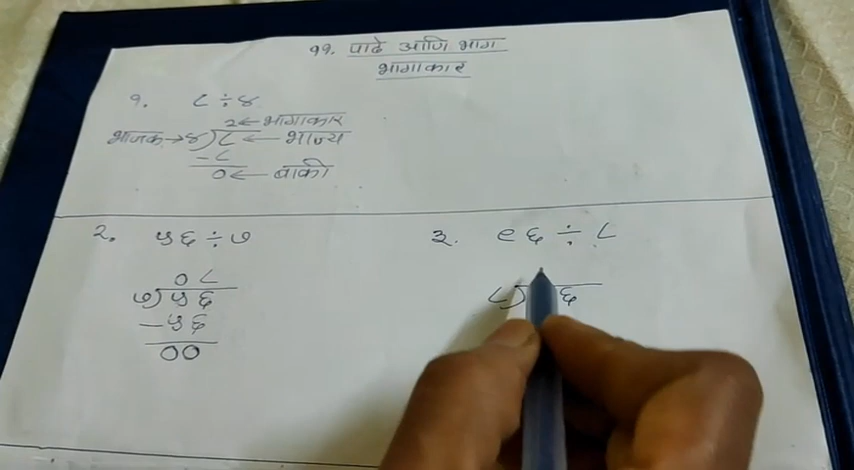 ११. पाढे आणि भाग
भागाकार
१. ८ ÷ ४
२ ← भागाकार
भाजक → ४) ८ ← भाज्य
- ८
० ← बाकी
२. ५६ ÷ ७
०८
७) ५६
- ५६
००
३. ९६ ÷ ८
८) ६